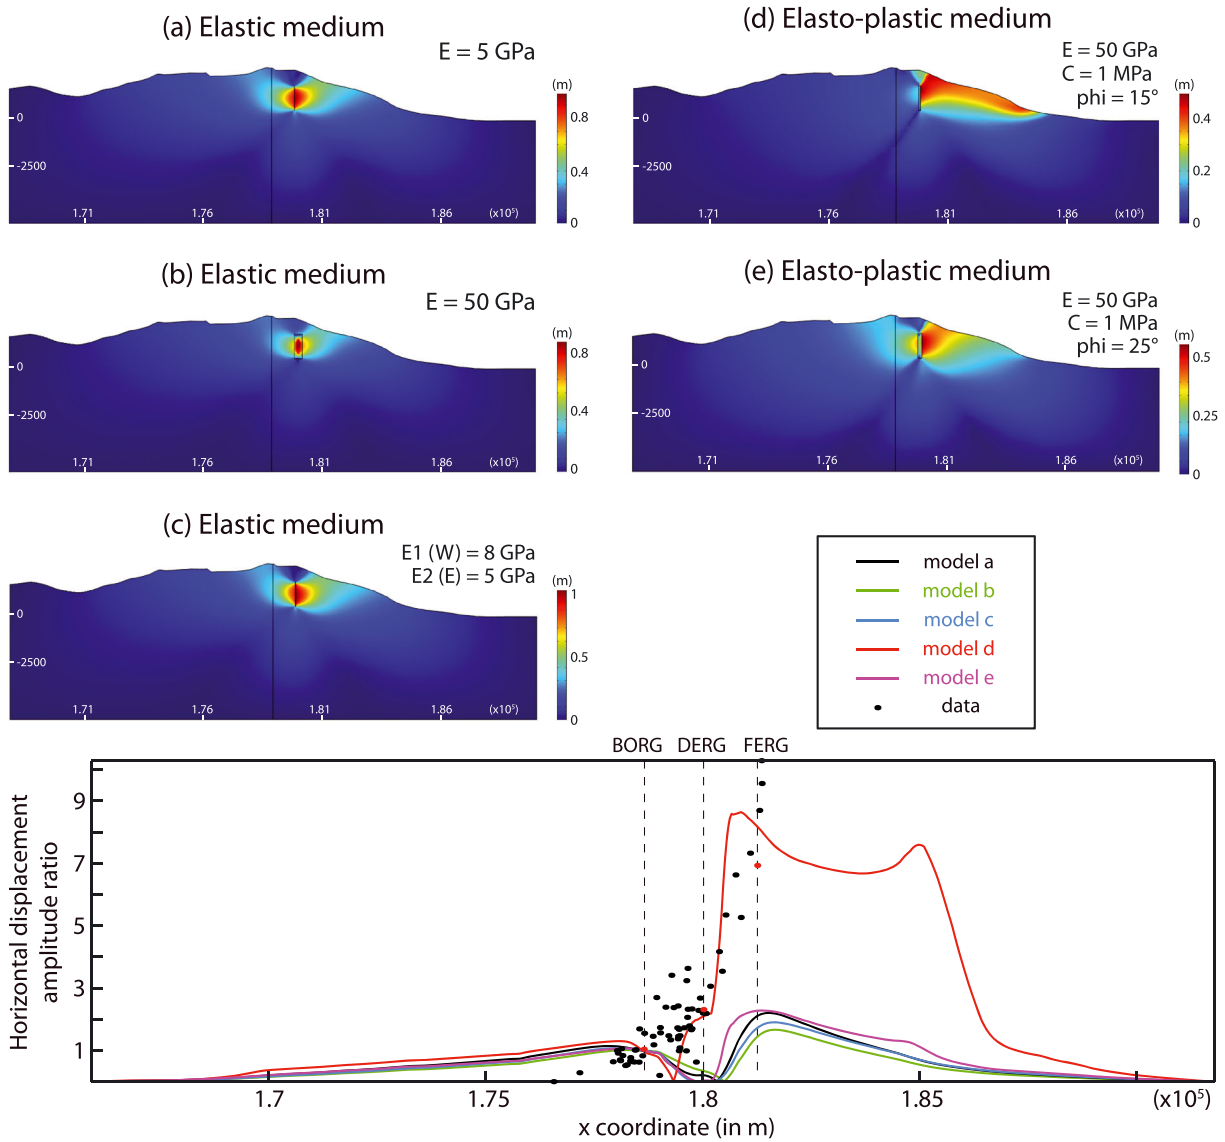 (a) Elastic medium
E = 5 GPa
(m)
0.8
0.4
0
0
-2500
1.71
1.76
1.81
1.86
(x10⁵)
(d) Elasto-plastic medium
E = 50 GPa
C = 1 MPa
phi = 15°
(m)
0.4
0.2
0
0
-2500
1.71
1.76
1.81
1.86
(x10⁵)
(b) Elastic medium
E = 50 GPa
(m)
0.8
0.4
0
0
-2500
1.71
1.76
1.81
1.86
(x10⁵)
(e) Elasto-plastic medium
E = 50 GPa
C = 1 MPa
phi = 25°
(m)
0.5
0.25
0
0
-2500
1.71
1.76
1.81
1.86
(x10⁵)
(c) Elastic medium
E1 (W) = 8 GPa
E2 (E) = 5 GPa
(m)
1
0.5
0
0
-2500
1.71
1.76
1.81
1.86
(x10⁵)
model a
model b
model c
model d
model e
data
BORG
DERG
FERG
Horizontal displacement
amplitude ratio
9
7
5
3
1
1.7
1.75
1.8
1.85
(x10⁵)
x coordinate (in m)